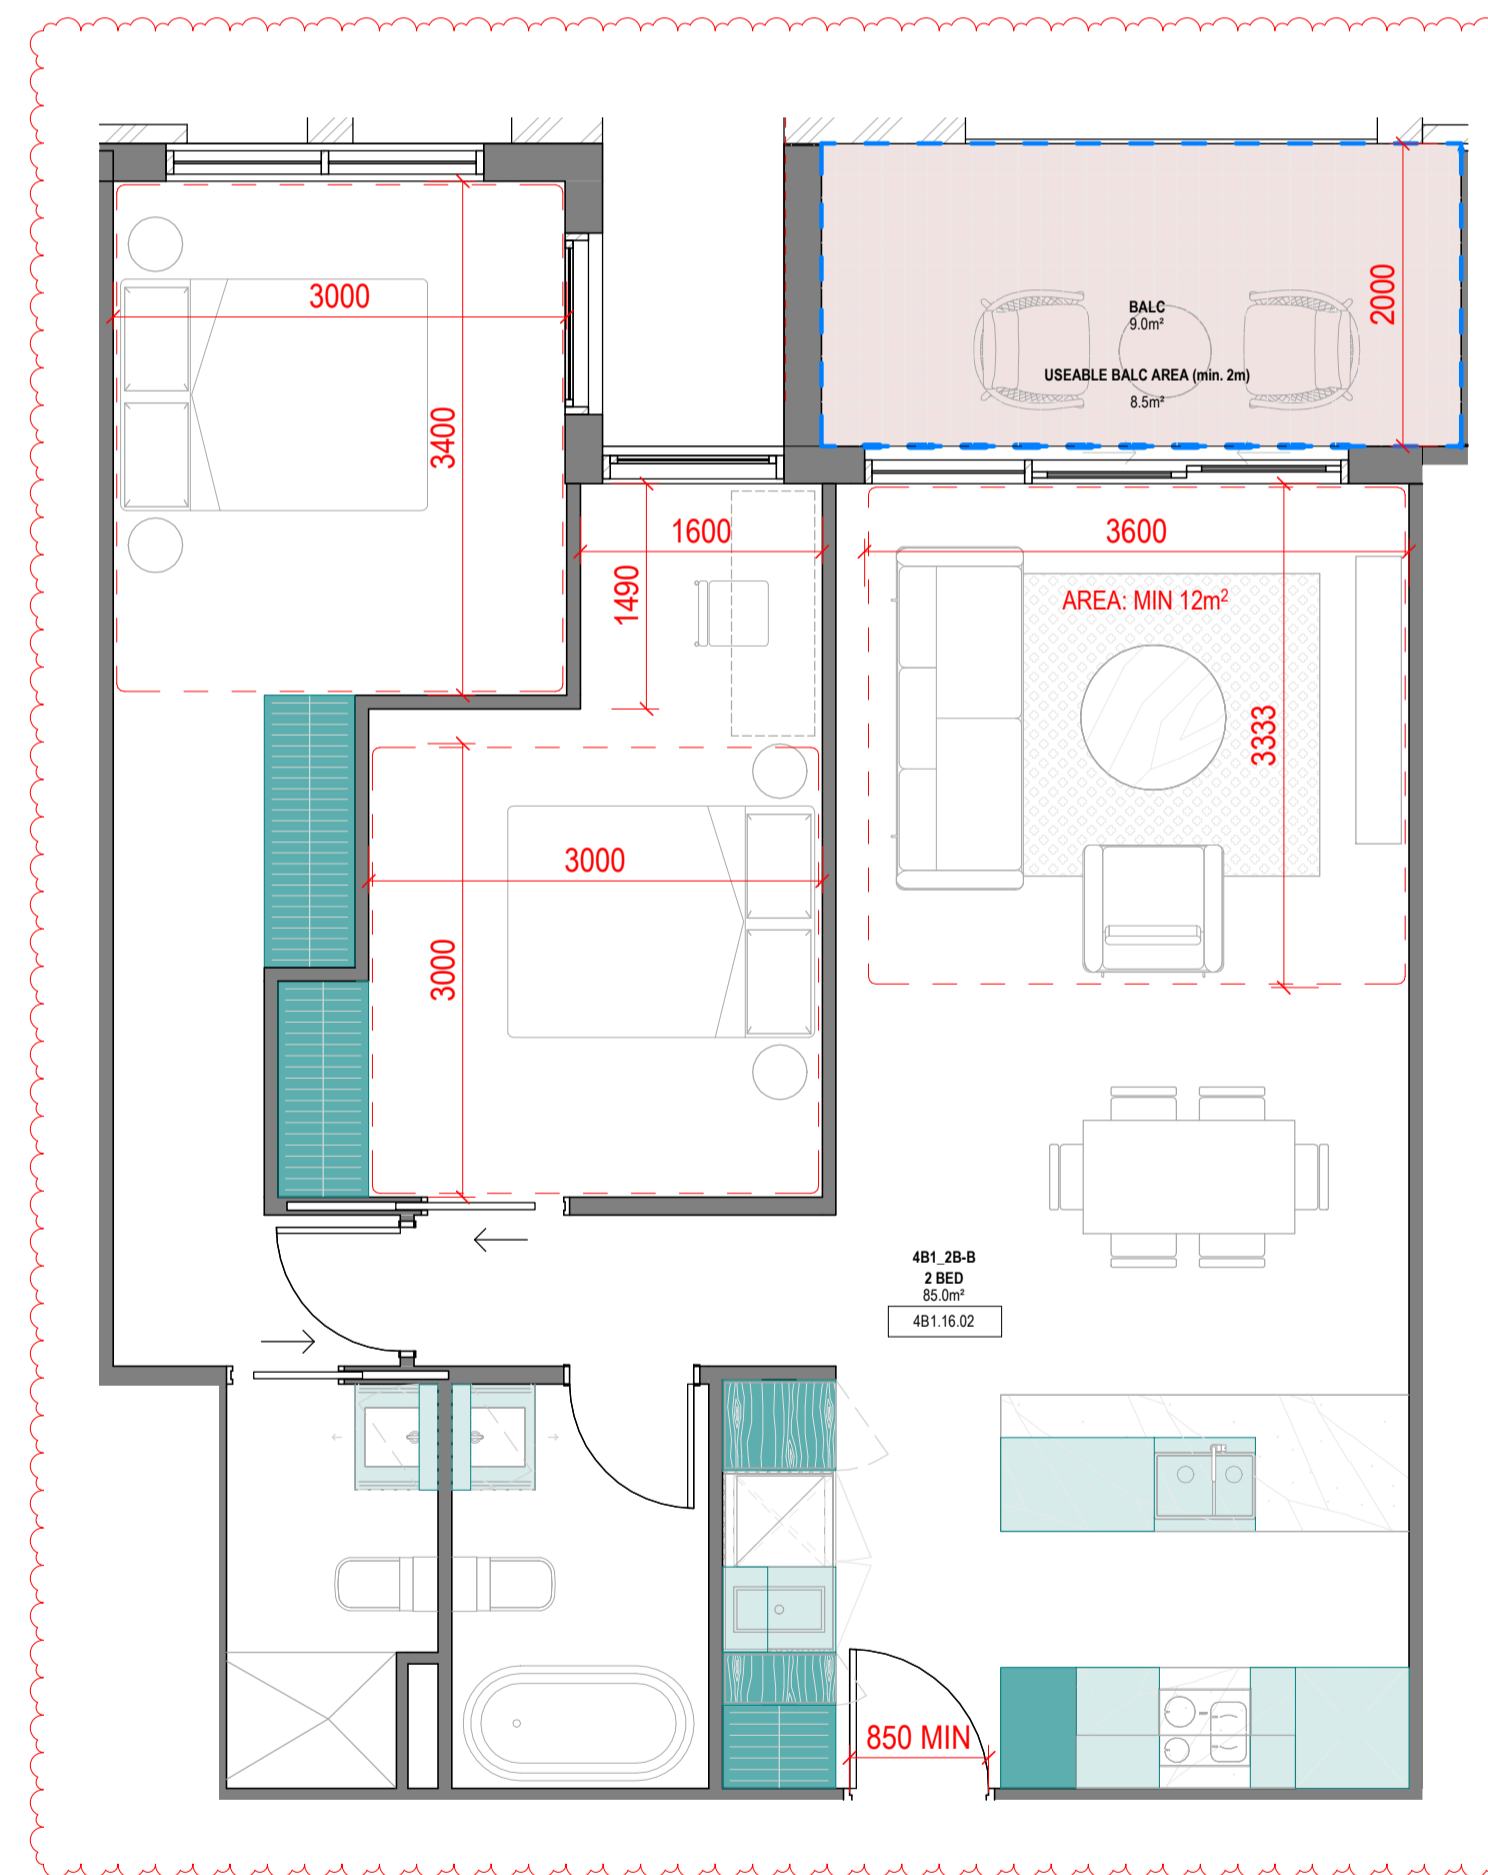 3000
3400
BALC
9.0m²
USEABLE BALC AREA (min. 2m)
8.5m²
2000
1600
1490
3600
AREA: MIN 12m²
3333
3000
3000
4B1_2B-B
2 BED
85.0m²
4B1.16.02
850 MIN